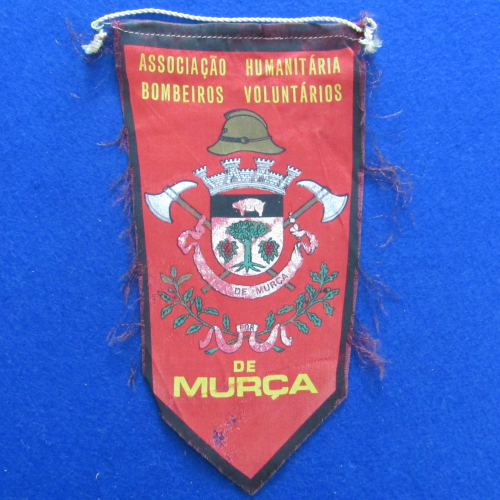 ASSOCIAÇÃO HUMANITÁRIA
BOMBEIROS VOLUNTÁRIOS
DE MURÇA
DE
MURÇA